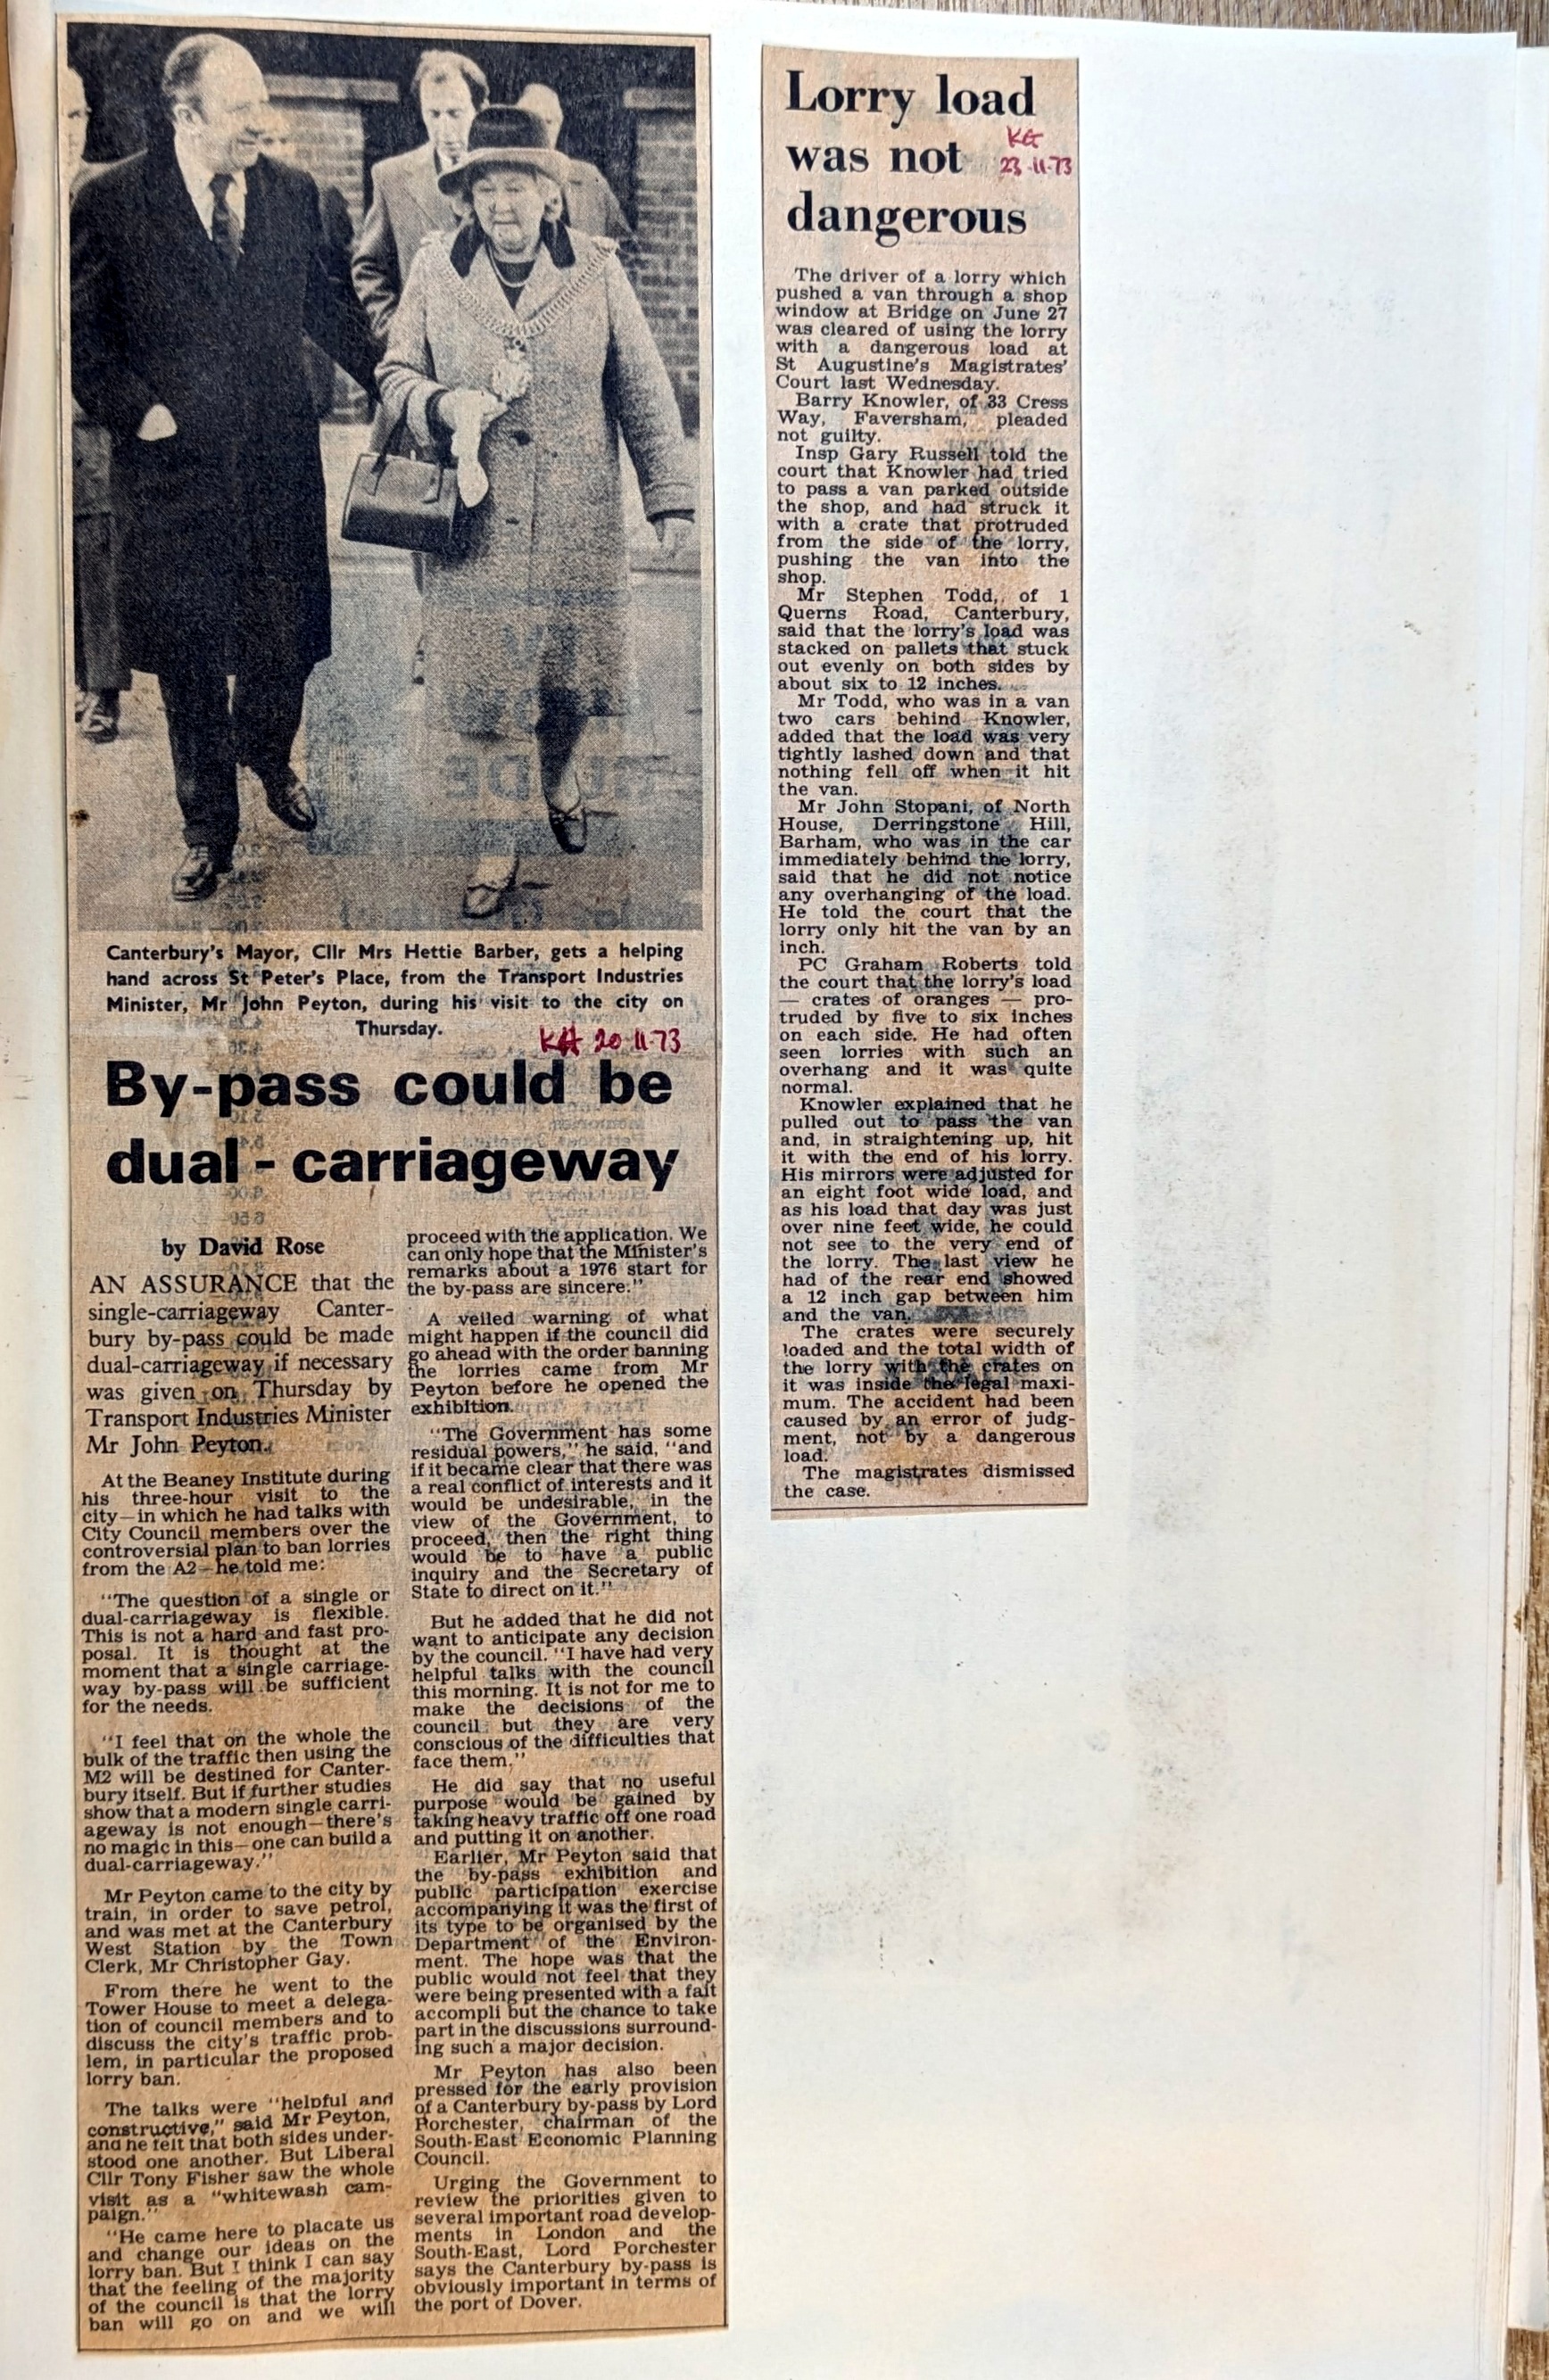 Canterbury's Mayor, Cllr Mrs Hettie Barber, gets a helping
hand across St Peter's Place, from the Transport Industries
Minister, Mr John Peyton, during his visit to the city on
Thursday.
KH 20·11·73
By-pass could be
dual - carriageway
by David Rose
AN ASSURANCE that the
single-carriageway Canter-
bury by-pass could be made
dual-carriageway if necessary
was given on Thursday by
Transport Industries Minister
Mr John Peyton.
At the Beaney Institute during
his three-hour visit to the
city—in which he had talks with
City Council members over the
controversial plan to ban lorries
from the A2—he told me:
"The question of a single or
dual-carriageway is flexible.
This is not a hard and fast pro-
posal. It is thought at the
moment that a single carriage-
way by-pass will be sufficient
for the needs.
"I feel that on the whole the
bulk of the traffic then using the
M2 will be destined for Canter-
bury itself. But if further studies
show that a modern single carri-
ageway is not enough—there's
no magic in this—one can build a
dual-carriageway."
Mr Peyton came to the city by
train, in order to save petrol,
and was met at the Canterbury
West Station by the Town
Clerk, Mr Christopher Gay.
From there he went to the
Tower House to meet a delega-
tion of council members and to
discuss the city's traffic prob-
lem, in particular the proposed
lorry ban.
The talks were "helpful and
constructive," said Mr Peyton,
and he felt that both sides under-
stood one another. But Liberal
Cllr Tony Fisher saw the whole
visit as a "whitewash cam-
paign."
"He came here to placate us
and change our ideas on the
lorry ban. But I think I can say
that the feeling of the majority
of the council is that the lorry
ban will go on and we will
proceed with the application. We
can only hope that the Minister's
remarks about a 1976 start for
the by-pass are sincere."
A veiled warning of what
might happen if the council did
go ahead with the order banning
the lorries came from Mr
Peyton before he opened the
exhibition.
"The Government has some
residual powers," he said, "and
if it became clear that there was
a real conflict of interests and it
would be undesirable, in the
view of the Government, to
proceed, then the right thing
would be to have a public
inquiry and the Secretary of
State to direct on it."
But he added that he did not
want to anticipate any decision
by the council. "I have had very
helpful talks with the council
this morning. It is not for me to
make the decisions of the
council but they are very
conscious of the difficulties that
face them."
He did say that no useful
purpose would be gained by
taking heavy traffic off one road
and putting it on another.
Earlier, Mr Peyton said that
the by-pass exhibition and
public participation exercise
accompanying it was the first of
its type to be organised by the
Department of the Environ-
ment. The hope was that the
public would not feel that they
were being presented with a fait
accompli but the chance to take
part in the discussions surround-
ing such a major decision.
Mr Peyton has also been
pressed for the early provision
of a Canterbury by-pass by Lord
Porchester, chairman of the
South-East Economic Planning
Council.
Urging the Government to
review the priorities given to
several important road develop-
ments in London and the
South-East, Lord Porchester
says the Canterbury by-pass is
obviously important in terms of
the port of Dover.
Lorry load
was not
dangerous
KG
23·11·73
The driver of a lorry which
pushed a van through a shop
window at Bridge on June 27
was cleared of using the lorry
with a dangerous load at
St Augustine's Magistrates'
Court last Wednesday.
Barry Knowler, of 33 Cress
Way, Faversham, pleaded
not guilty.
Insp Gary Russell told the
court that Knowler had tried
to pass a van parked outside
the shop, and had struck it
with a crate that protruded
from the side of the lorry,
pushing the van into the
shop.
Mr Stephen Todd, of 1
Querns Road, Canterbury,
said that the lorry's load was
stacked on pallets that stuck
out evenly on both sides by
about six to 12 inches.
Mr Todd, who was in a van
two cars behind Knowler,
added that the load was very
tightly lashed down and that
nothing fell off when it hit
the van.
Mr John Stopani, of North
House, Derringstone Hill,
Barham, who was in the car
immediately behind the lorry,
said that he did not notice
any overhanging of the load.
He told the court that the
lorry only hit the van by an
inch.
PC Graham Roberts told
the court that the lorry's load
— crates of oranges — pro-
truded by five to six inches
on each side. He had often
seen lorries with such an
overhang and it was quite
normal.
Knowler explained that he
pulled out to pass the van
and, in straightening up, hit
it with the end of his lorry.
His mirrors were adjusted for
an eight foot wide load, and
as his load that day was just
over nine feet wide, he could
not see to the very end of
the lorry. The last view he
had of the rear end showed
a 12 inch gap between him
and the van.
The crates were securely
loaded and the total width of
the lorry with the crates on
it was inside the legal maxi-
mum. The accident had been
caused by an error of judg-
ment, not by a dangerous
load.
The magistrates dismissed
the case.